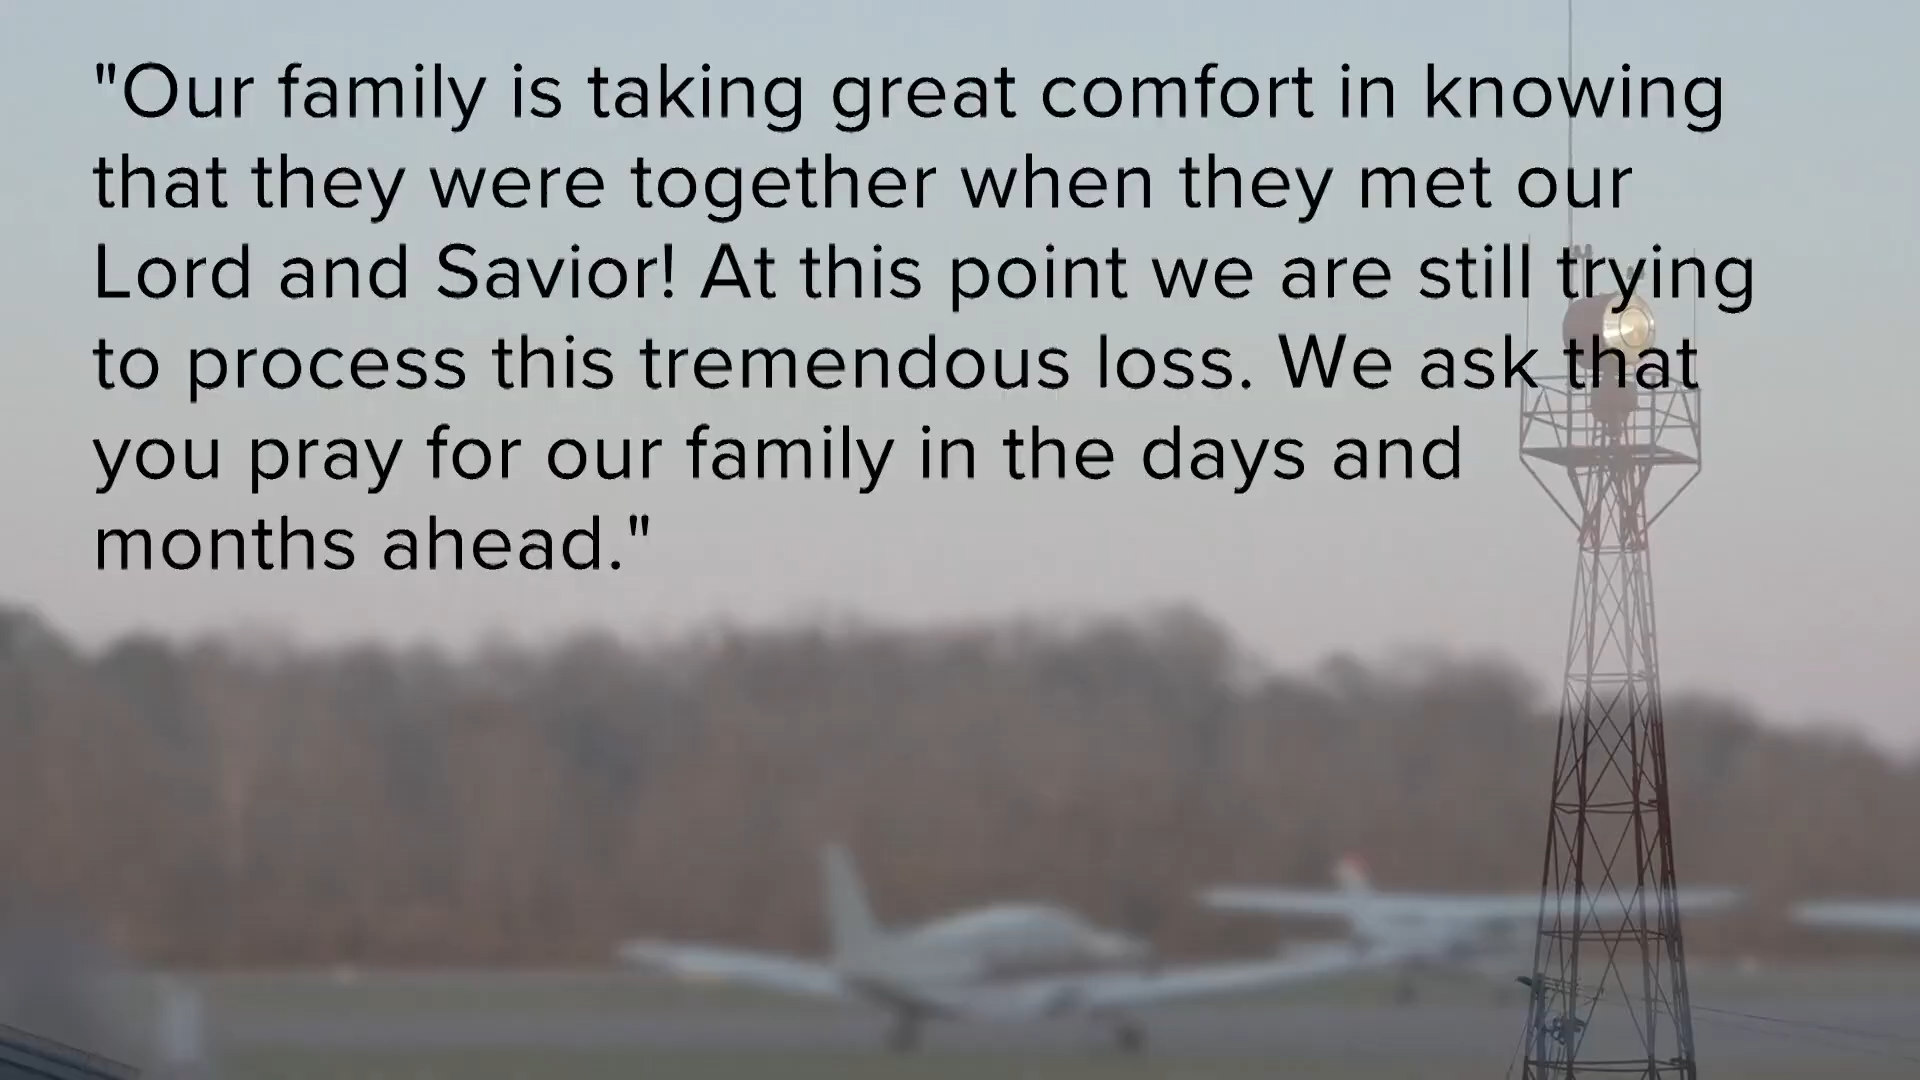 "Our family is taking great comfort in knowing
that they were together when they met our
Lord and Savior! At this point we are still trying
to process this tremendous loss. We ask that
you pray for our family in the days and
months ahead."